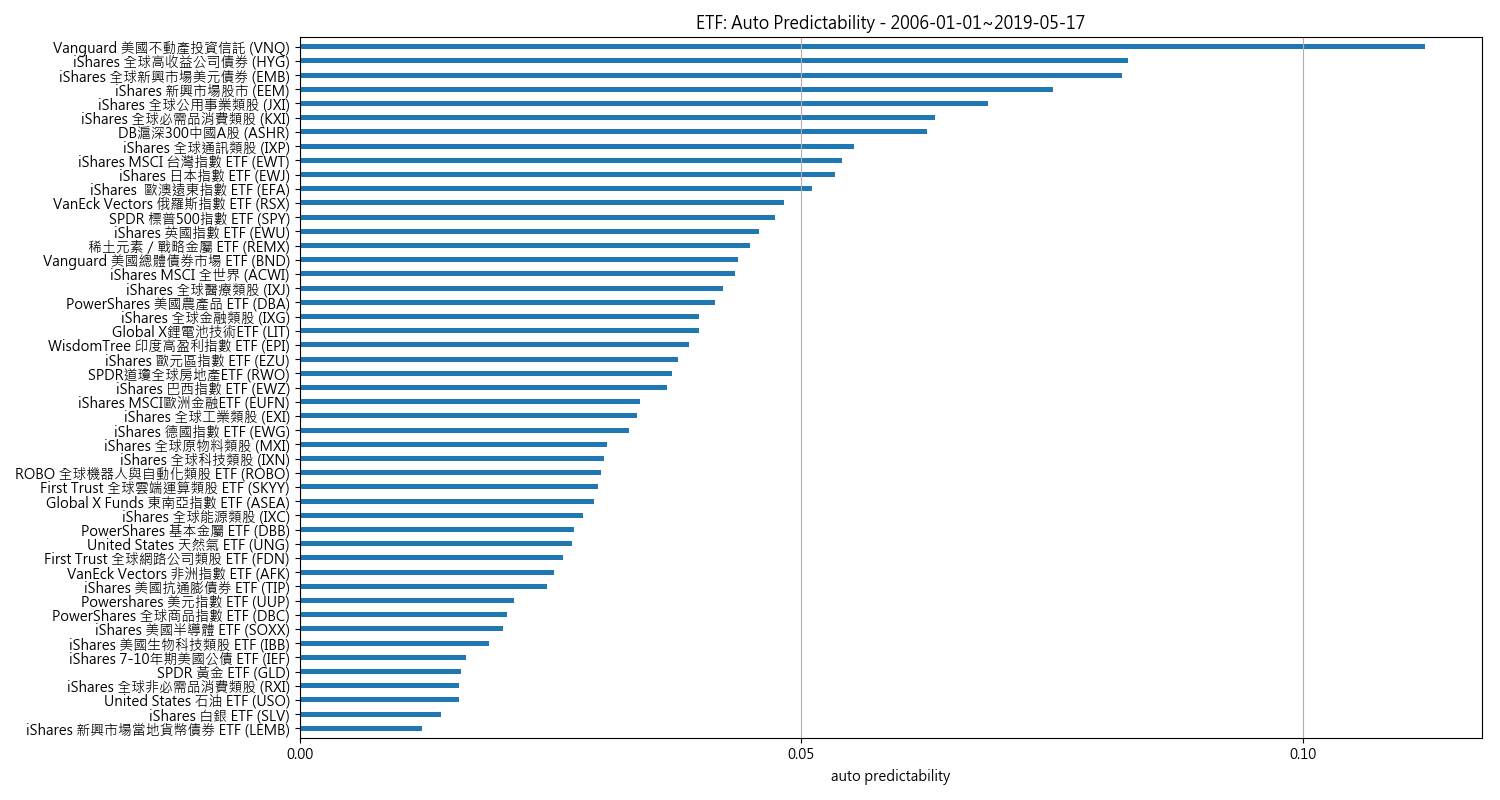 ETF: Auto Predictability - 2006-01-01~2019-05-17
Vanguard 美國不動產投資信託 (VNQ)
iShares 全球高收益公司債券 (HYG)
iShares 全球新興市場美元債券 (EMB)
iShares 新興市場股市 (EEM)
iShares 全球公用事業類股 (JXI)
iShares 全球必需品消費類股 (KXI)
DB滬深300中國A股 (ASHR)
iShares 全球通訊類股 (IXP)
iShares MSCI 台灣指數 ETF (EWT)
iShares 日本指數 ETF (EWJ)
iShares  歐澳遠東指數 ETF (EFA)
VanEck Vectors 俄羅斯指數 ETF (RSX)
SPDR 標普500指數 ETF (SPY)
iShares 英國指數 ETF (EWU)
稀土元素 / 戰略金屬 ETF (REMX)
Vanguard 美國總體債券市場 ETF (BND)
iShares MSCI 全世界 (ACWI)
iShares 全球醫療類股 (IXJ)
PowerShares 美國農產品 ETF (DBA)
iShares 全球金融類股 (IXG)
Global X鋰電池技術ETF (LIT)
WisdomTree 印度高盈利指數 ETF (EPI)
iShares 歐元區指數 ETF (EZU)
SPDR道瓊全球房地產ETF (RWO)
iShares 巴西指數 ETF (EWZ)
iShares MSCI歐洲金融ETF (EUFN)
iShares 全球工業類股 (EXI)
iShares 德國指數 ETF (EWG)
iShares 全球原物料類股 (MXI)
iShares 全球科技類股 (IXN)
ROBO 全球機器人與自動化類股 ETF (ROBO)
First Trust 全球雲端運算類股 ETF (SKYY)
Global X Funds 東南亞指數 ETF (ASEA)
iShares 全球能源類股 (IXC)
PowerShares 基本金屬 ETF (DBB)
United States 天然氣 ETF (UNG)
First Trust 全球網路公司類股 ETF (FDN)
VanEck Vectors 非洲指數 ETF (AFK)
iShares 美國抗通膨債券 ETF (TIP)
Powershares 美元指數 ETF (UUP)
PowerShares 全球商品指數 ETF (DBC)
iShares 美國半導體 ETF (SOXX)
iShares 美國生物科技類股 ETF (IBB)
iShares 7-10年期美國公債 ETF (IEF)
SPDR 黃金 ETF (GLD)
iShares 全球非必需品消費類股 (RXI)
United States 石油 ETF (USO)
iShares 白銀 ETF (SLV)
iShares 新興市場當地貨幣債券 ETF (LEMB)
0.00 0.05 0.10
auto predictability